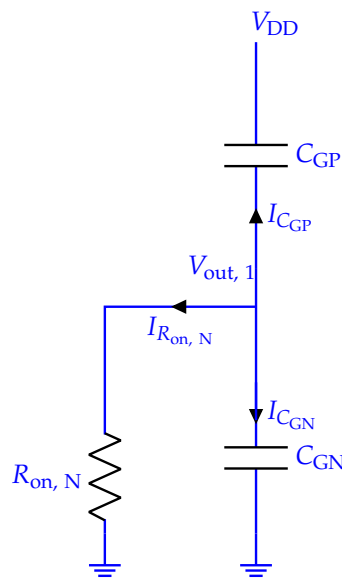 V_DD
C_GP
I_C_GP
V_out, 1
I_R_on, N
I_C_GN
C_GN
R_on, N